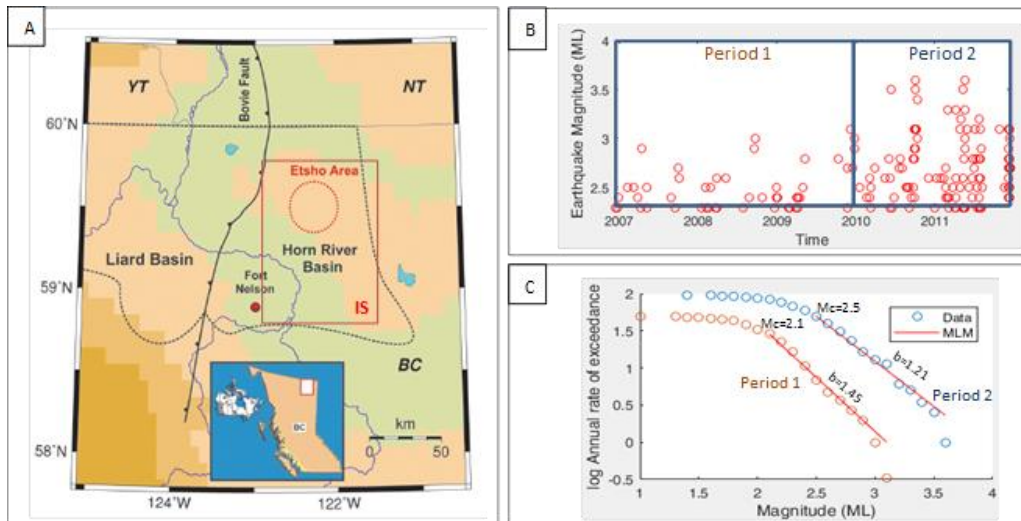 A
YT
NT
Bovie Fault
60°N
Etsho Area
Liard Basin
Horn River
Basin
Fort
Nelson
59°N
IS
BC
BC
km
0
50
58°N
124°W
122°W
B
Period 1
Period 2
4
3.5
3
2.5
Earthquake Magnitude (ML)
2007
2008
2009
2010
2011
Time
C
2
1.5
1
0.5
0
-0.5
log Annual rate of exceedance
Mc=2.5
Mc=2.1
Data
MLM
b=1.21
b=1.45
Period 1
Period 2
1
1.5
2
2.5
3
3.5
4
Magnitude (ML)